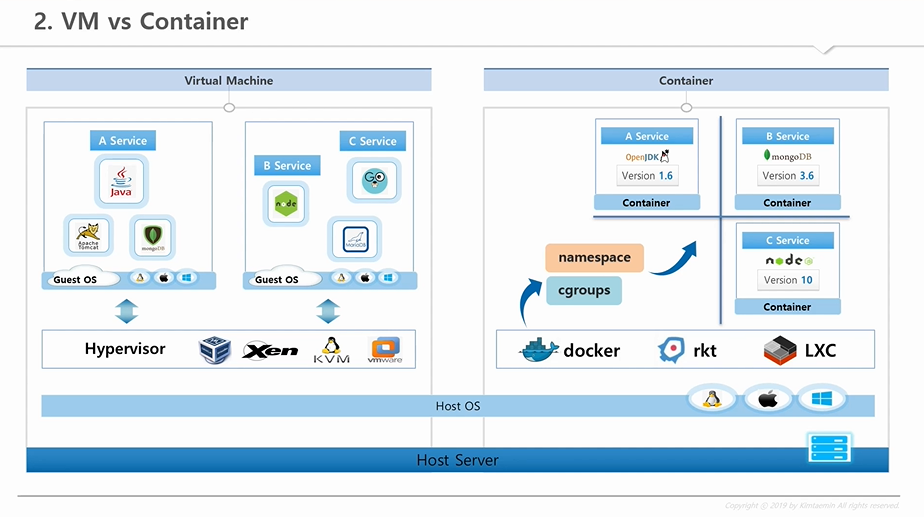 2. VM vs Container
Virtual Machine
Container
A Service
Java
Apache Tomcat
mongoDB
Guest OS
B Service
C Service
node
GO
MariaDB
Guest OS
A Service
OpenJDK
Version 1.6
Container
B Service
mongoDB
Version 3.6
Container
C Service
node
Version 10
Container
namespace
cgroups
Hypervisor
Xen
KVM
vmware
docker
rkt
LXC
Host OS
Host Server
Copyright ⓒ 2019 by Kimtaemin All rights reserved.